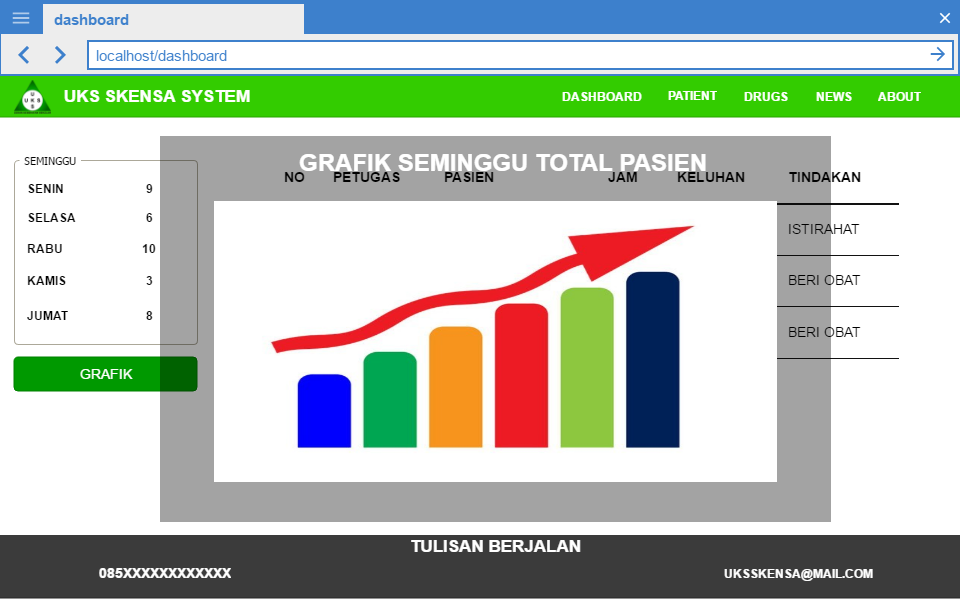 dashboard
localhost/dashboard
UKS SKENSA SYSTEM
DASHBOARD PATIENT DRUGS NEWS ABOUT
SEMINGGU
SENIN 9
SELASA 6
RABU 10
KAMIS 3
JUMAT 8
GRAFIK
GRAFIK SEMINGGU TOTAL PASIEN
NO PETUGAS PASIEN JAM KELUHAN TINDAKAN
ISTIRAHAT
BERI OBAT
BERI OBAT
TULISAN BERJALAN
085XXXXXXXXXXXX
UKSSKENSA@MAIL.COM